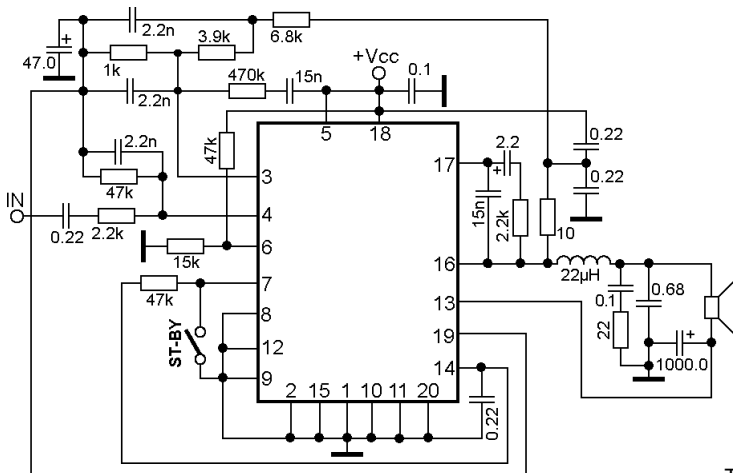 2.2n
47.0
+
1k
3.9k
6.8k
+Vcc
2.2n
470k
15n
0.1
5
18
2.2n
47k
0.22
47k
3
17
+
2.2
0.22
IN
4
15n
2.2k
10
0.22
2.2k
6
15k
16
22µH
7
47k
13
0.1
0.68
8
ST-BY
19
22
+
12
1000.0
14
9
2
15
1
10
11
20
0.22